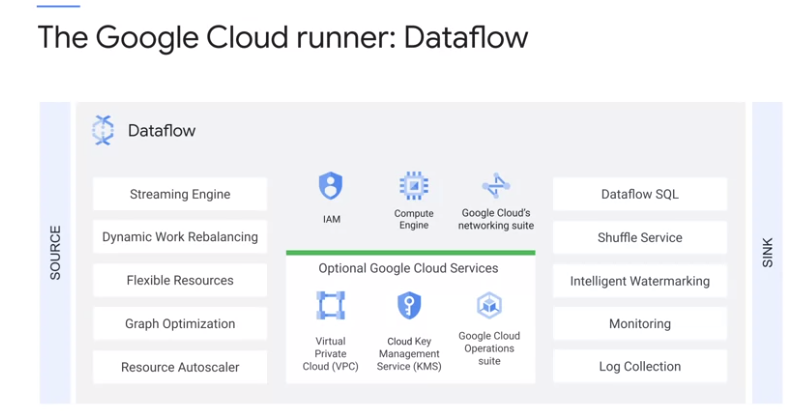 The Google Cloud runner: Dataflow
SOURCE
Dataflow
Streaming Engine
Dynamic Work Rebalancing
Flexible Resources
Graph Optimization
Resource Autoscaler
IAM
Compute
Engine
Google Cloud's
networking suite
Optional Google Cloud Services
Virtual
Private
Cloud (VPC)
Cloud Key
Management
Service (KMS)
Google Cloud
Operations
suite
Dataflow SQL
Shuffle Service
Intelligent Watermarking
Monitoring
Log Collection
SINK